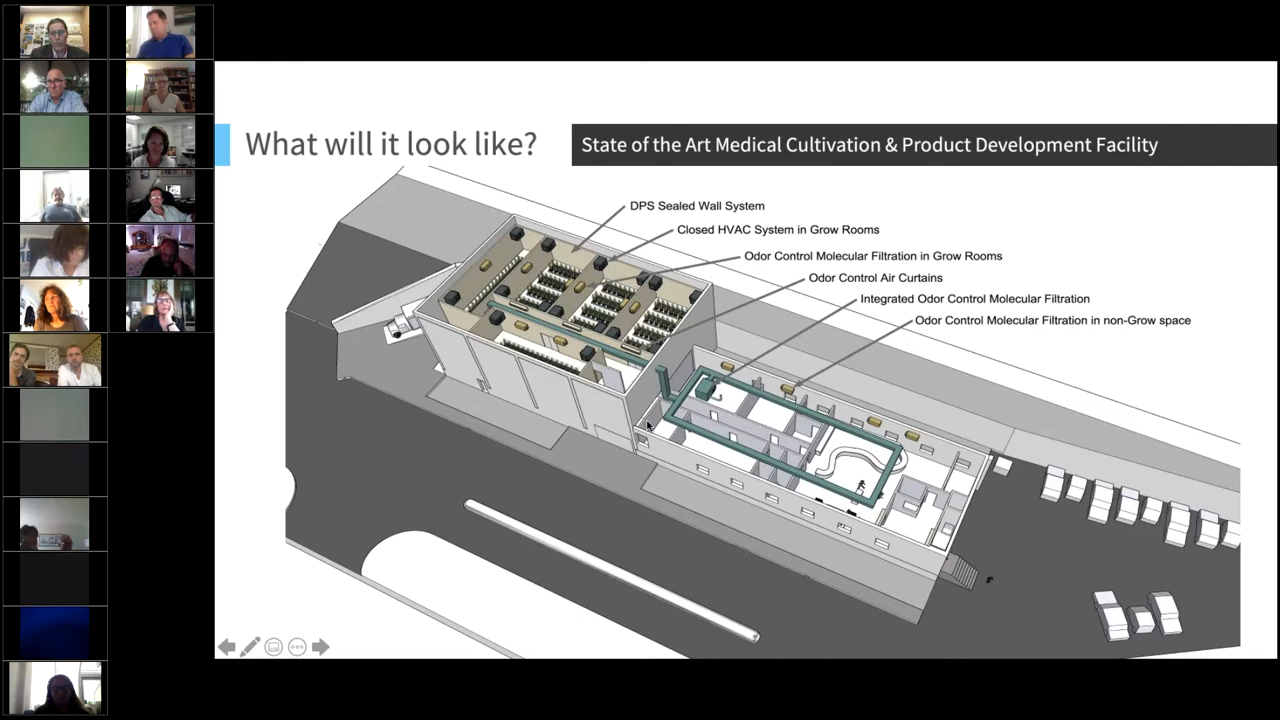 What will it look like?
State of the Art Medical Cultivation & Product Development Facility
DPS Sealed Wall System
Closed HVAC System in Grow Rooms
Odor Control Molecular Filtration in Grow Rooms
Odor Control Air Curtains
Integrated Odor Control Molecular Filtration
Odor Control Molecular Filtration in non-Grow space